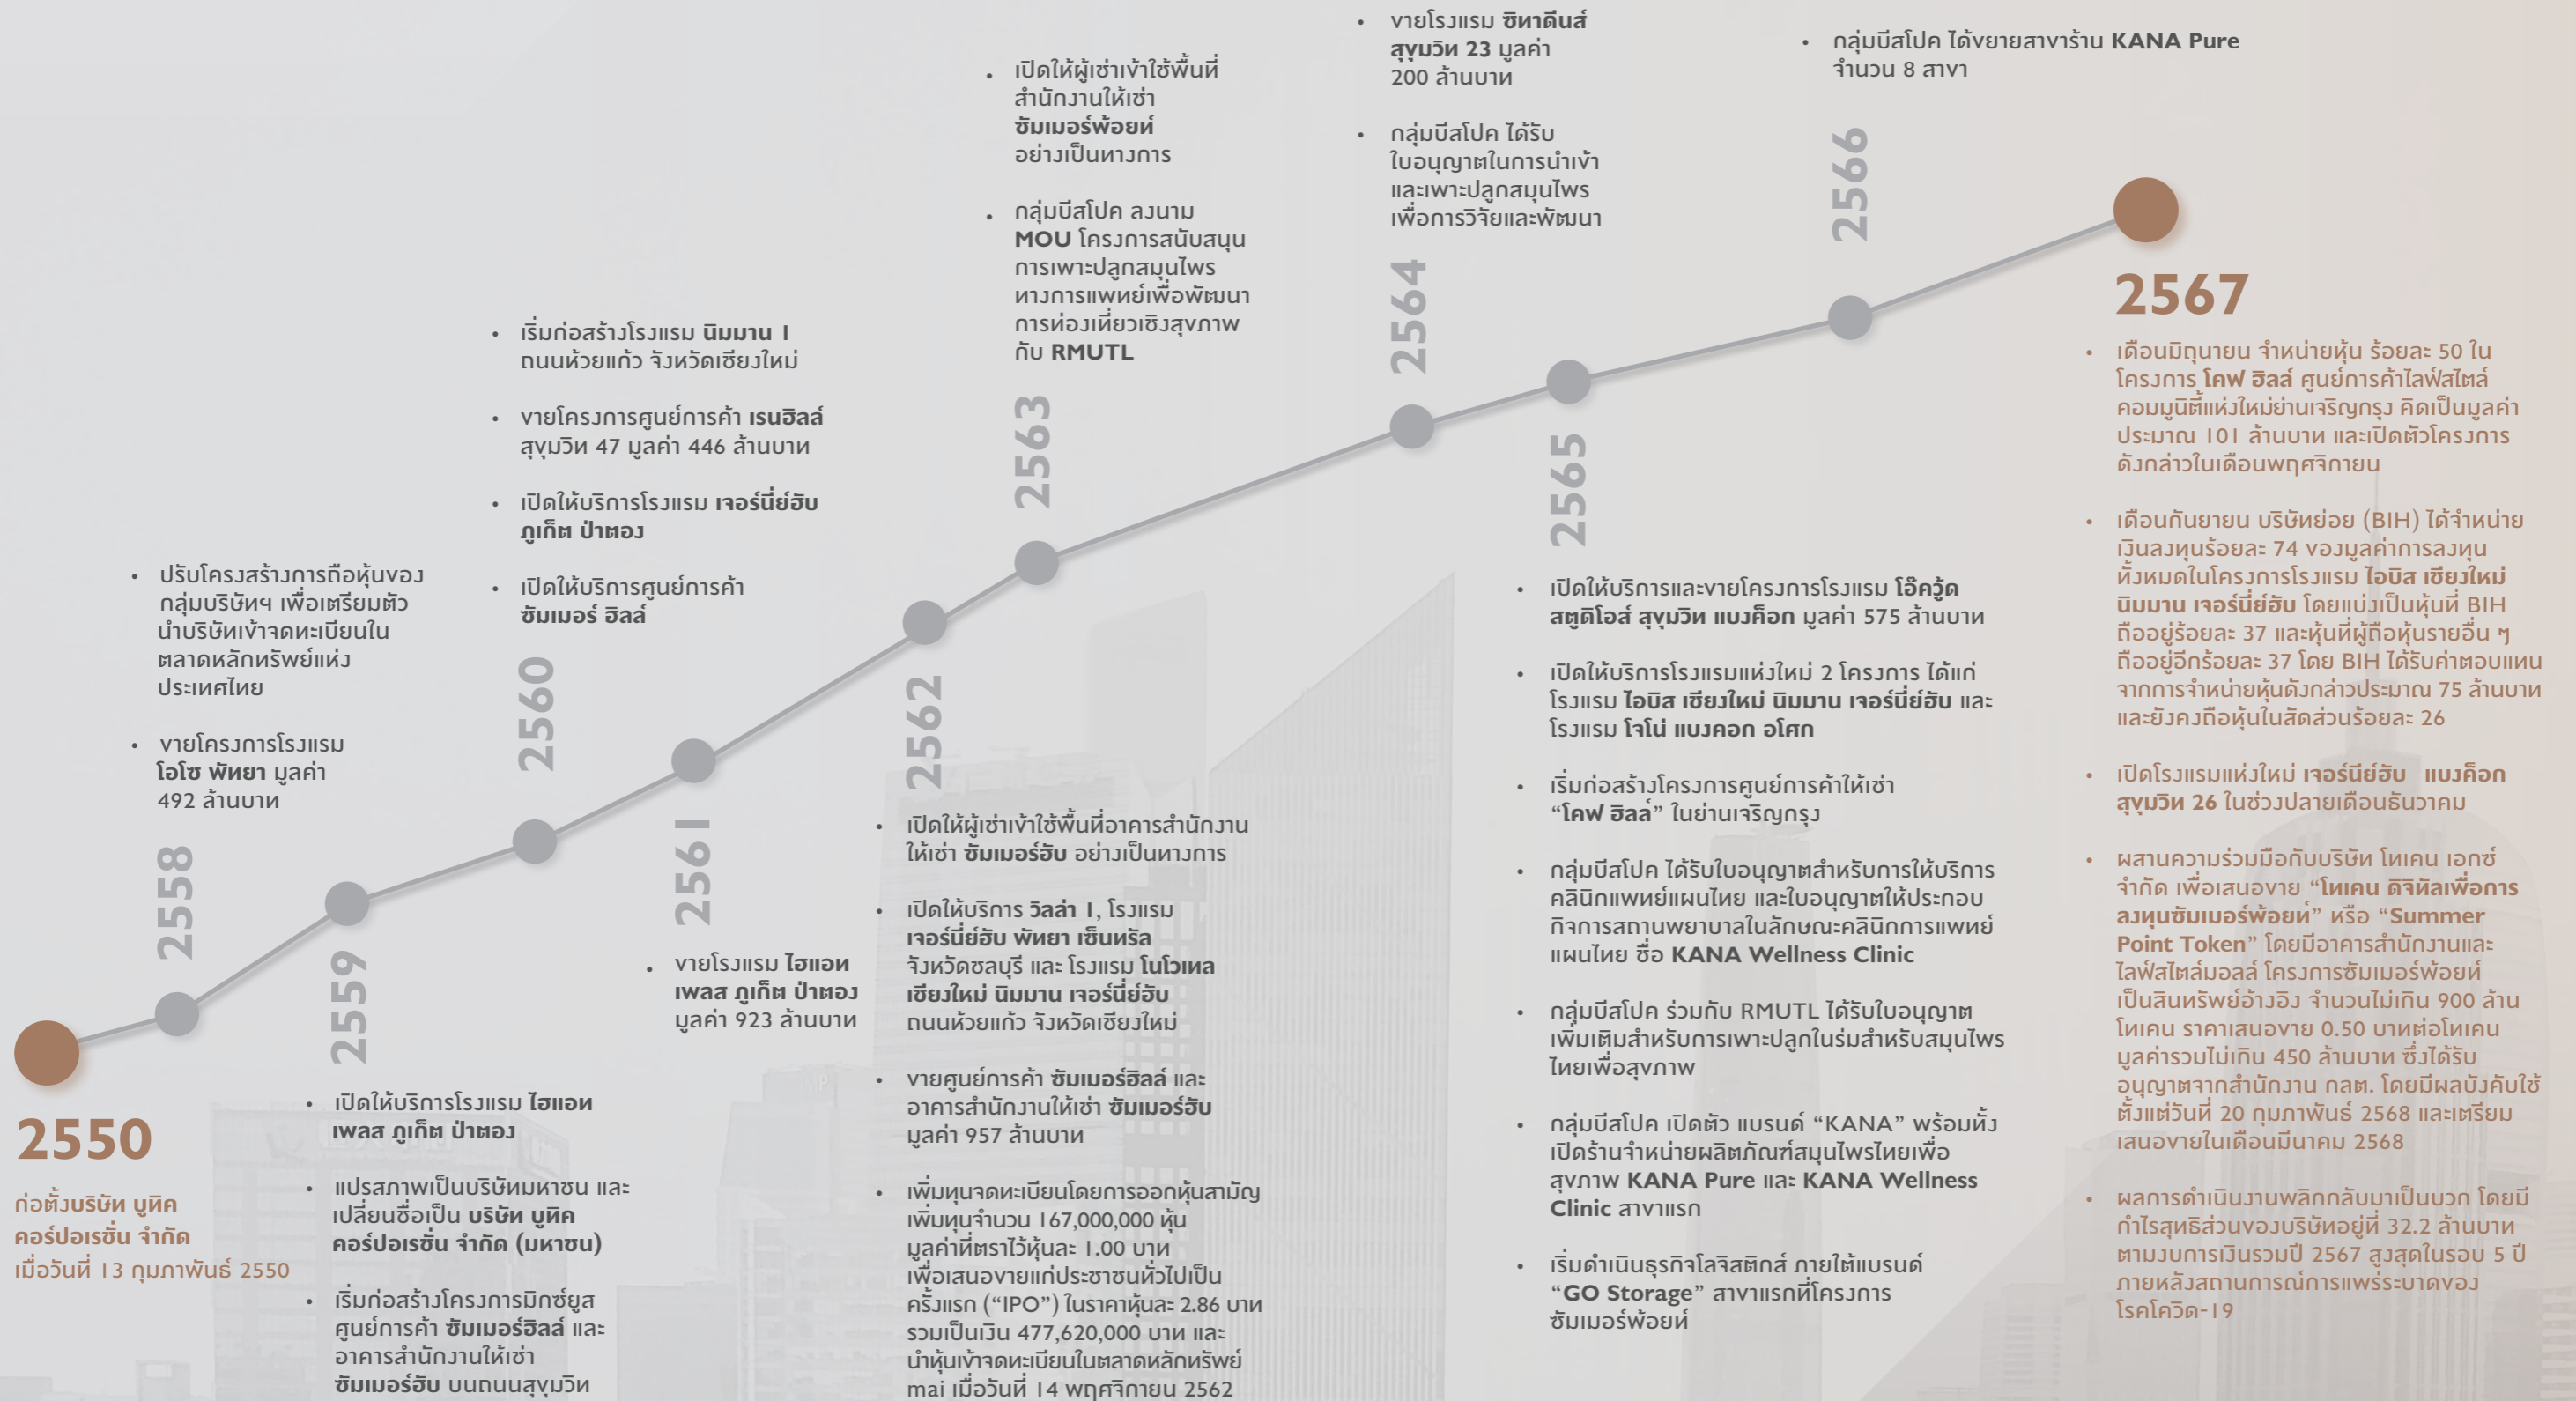 2550
ก่อตั้งบริษัท บูทิค
คอร์ปอเรชั่น จำกัด
เมื่อวันที่ 13 กุมภาพันธ์ 2550
• ปรับโครงสร้างการถือหุ้นของ
กลุ่มบริษัทฯ เพื่อเตรียมตัว
นำบริษัทเข้าจดทะเบียนใน
ตลาดหลักทรัพย์แห่ง
ประเทศไทย
• ขายโครงการโรงแรม
โอโซ พัทยา มูลค่า
492 ล้านบาท
2558
2559
• เปิดให้บริการโรงแรม ไฮแอท
เพลส ภูเก็ต ป่าตอง
• แปรสภาพเป็นบริษัทมหาชน และ
เปลี่ยนชื่อเป็น บริษัท บูทิค
คอร์ปอเรชั่น จำกัด (มหาชน)
• เริ่มก่อสร้างโครงการมิกซ์ยูส
ศูนย์การค้า ซัมเมอร์ฮิลล์ และ
อาคารสำนักงานให้เช่า
ซัมเมอร์ฮับ บนถนนสุขุมวิท
• เริ่มก่อสร้างโรงแรม นิมมาน 1
ถนนห้วยแก้ว จังหวัดเชียงใหม่
• ขายโครงการศูนย์การค้า เรนฮิลล์
สุขุมวิท 47 มูลค่า 446 ล้านบาท
• เปิดให้บริการโรงแรม เจอร์นี่ย์ฮับ
ภูเก็ต ป่าตอง
• เปิดให้บริการศูนย์การค้า
ซัมเมอร์ ฮิลล์
2560
2561
• ขายโรงแรม ไฮแอท
เพลส ภูเก็ต ป่าตอง
มูลค่า 923 ล้านบาท
2562
• เปิดให้ผู้เช่าเข้าใช้พื้นที่อาคารสำนักงาน
ให้เช่า ซัมเมอร์ฮับ อย่างเป็นทางการ
• เปิดให้บริการ วิลล่า 1, โรงแรม
เจอร์นี่ย์ฮับ พัทยา เซ็นทรัล
จังหวัดชลบุรี และ โรงแรม โนโวเทล
เชียงใหม่ นิมมาน เจอร์นี่ย์ฮับ
ถนนห้วยแก้ว จังหวัดเชียงใหม่
• ขายศูนย์การค้า ซัมเมอร์ฮิลล์ และ
อาคารสำนักงานให้เช่า ซัมเมอร์ฮับ
มูลค่า 957 ล้านบาท
• เพิ่มทุนจดทะเบียนโดยการออกหุ้นสามัญ
เพิ่มทุนจำนวน 167,000,000 หุ้น
มูลค่าที่ตราไว้หุ้นละ 1.00 บาท
เพื่อเสนอขายแก่ประชาชนทั่วไปเป็น
ครั้งแรก (“IPO”) ในราคาหุ้นละ 2.86 บาท
รวมเป็นเงิน 477,620,000 บาท และ
นำหุ้นเข้าจดทะเบียนในตลาดหลักทรัพย์
mai เมื่อวันที่ 14 พฤศจิกายน 2562
• เปิดให้ผู้เช่าเข้าใช้พื้นที่
สำนักงานให้เช่า
ซัมเมอร์พ้อยท์
อย่างเป็นทางการ
• กลุ่มบีสโปค ลงนาม
MOU โครงการสนับสนุน
การเพาะปลูกสมุนไพร
ทางการแพทย์เพื่อพัฒนา
การท่องเที่ยวเชิงสุขภาพ
กับ RMUTL
2563
• ขายโรงแรม ซิทาดีนส์
สุขุมวิท 23 มูลค่า
200 ล้านบาท
• กลุ่มบีสโปค ได้รับ
ใบอนุญาตในการนำเข้า
และเพาะปลูกสมุนไพร
เพื่อการวิจัยและพัฒนา
2564
2565
• เปิดให้บริการและขายโครงการโรงแรม โอ๊ควู้ด
สตูดิโอส์ สุขุมวิท แบงค็อก มูลค่า 575 ล้านบาท
• เปิดให้บริการโรงแรมแห่งใหม่ 2 โครงการ ได้แก่
โรงแรม ไอบิส เชียงใหม่ นิมมาน เจอร์นี่ย์ฮับ และ
โรงแรม โจโน่ แบงคอก อโศก
• เริ่มก่อสร้างโครงการศูนย์การค้าให้เช่า
“โคฟ ฮิลล์” ในย่านเจริญกรุง
• กลุ่มบีสโปค ได้รับใบอนุญาตสำหรับการให้บริการ
คลินิกแพทย์แผนไทย และใบอนุญาตให้ประกอบ
กิจการสถานพยาบาลในลักษณะคลินิกการแพทย์
แผนไทย ชื่อ KANA Wellness Clinic
• กลุ่มบีสโปค ร่วมกับ RMUTL ได้รับใบอนุญาต
เพิ่มเติมสำหรับการเพาะปลูกในร่มสำหรับสมุนไพร
ไทยเพื่อสุขภาพ
• กลุ่มบีสโปค เปิดตัว แบรนด์ “KANA” พร้อมทั้ง
เปิดร้านจำหน่ายผลิตภัณฑ์สมุนไพรไทยเพื่อ
สุขภาพ KANA Pure และ KANA Wellness
Clinic สาขาแรก
• เริ่มดำเนินธุรกิจโลจิสติกส์ ภายใต้แบรนด์
“GO Storage” สาขาแรกที่โครงการ
ซัมเมอร์พ้อยท์
• กลุ่มบีสโปค ได้ขยายสาขาร้าน KANA Pure
จำนวน 8 สาขา
2566
2567
• เดือนมิถุนายน จำหน่ายหุ้น ร้อยละ 50 ใน
โครงการ โคฟ ฮิลล์ ศูนย์การค้าไลฟ์สไตล์
คอมมูนิตี้แห่งใหม่ย่านเจริญกรุง คิดเป็นมูลค่า
ประมาณ 101 ล้านบาท และเปิดตัวโครงการ
ดังกล่าวในเดือนพฤศจิกายน
• เดือนกันยายน บริษัทย่อย (BIH) ได้จำหน่าย
เงินลงทุนร้อยละ 74 ของมูลค่าการลงทุน
ทั้งหมดในโครงการโรงแรม ไอบิส เชียงใหม่
นิมมาน เจอร์นี่ย์ฮับ โดยแบ่งเป็นหุ้นที่ BIH
ถืออยู่ร้อยละ 37 และหุ้นที่ผู้ถือหุ้นรายอื่น ๆ
ถืออยู่อีกร้อยละ 37 โดย BIH ได้รับค่าตอบแทน
จากการจำหน่ายหุ้นดังกล่าวประมาณ 75 ล้านบาท
และยังคงถือหุ้นในสัดส่วนร้อยละ 26
• เปิดโรงแรมแห่งใหม่ เจอร์นีย์ฮับ แบงค็อก
สุขุมวิท 26 ในช่วงปลายเดือนธันวาคม
• ผสานความร่วมมือกับบริษัท โทเคน เอกซ์
จำกัด เพื่อเสนอขาย “โทเคน ดิจิทัลเพื่อการ
ลงทุนซัมเมอร์พ้อยท์” หรือ “Summer
Point Token” โดยมีอาคารสำนักงานและ
ไลฟ์สไตล์มอลล์ โครงการซัมเมอร์พ้อยท์
เป็นสินทรัพย์อ้างอิง จำนวนไม่เกิน 900 ล้าน
โทเคน ราคาเสนอขาย 0.50 บาทต่อโทเคน
มูลค่ารวมไม่เกิน 450 ล้านบาท ซึ่งได้รับ
อนุญาตจากสำนักงาน กลต. โดยมีผลบังคับใช้
ตั้งแต่วันที่ 20 กุมภาพันธ์ 2568 และเตรียม
เสนอขายในเดือนมีนาคม 2568
• ผลการดำเนินงานพลิกกลับมาเป็นบวก โดยมี
กำไรสุทธิส่วนของบริษัทอยู่ที่ 32.2 ล้านบาท
ตามงบการเงินรวมปี 2567 สูงสุดในรอบ 5 ปี
ภายหลังสถานการณ์การแพร่ระบาดของ
โรคโควิด-19